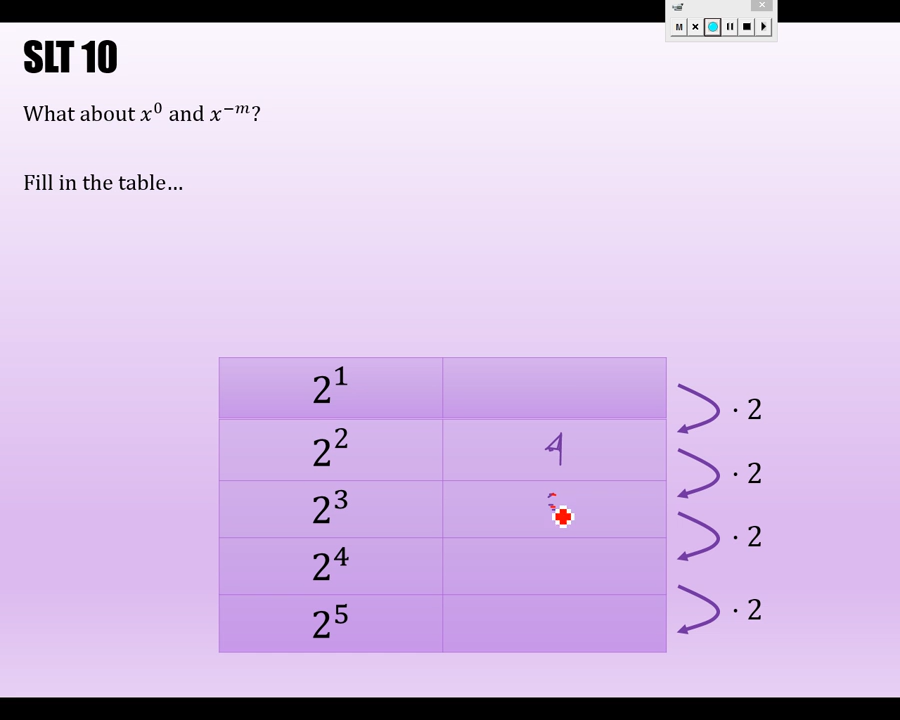 M
SLT 10
What about x⁰ and x⁻ᵐ?
Fill in the table...
2¹
· 2
2² 4
· 2
2³
· 2
2⁴
· 2
2⁵